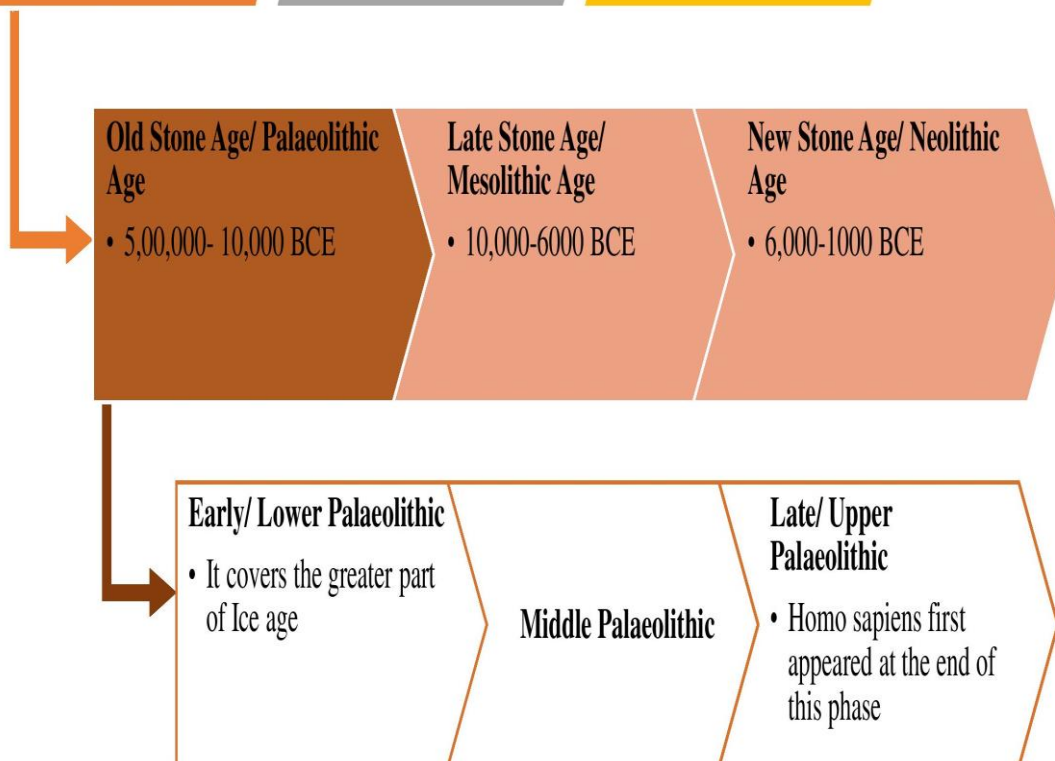 Old Stone Age/ Palaeolithic
Age
• 5,00,000- 10,000 BCE
Late Stone Age/
Mesolithic Age
• 10,000-6000 BCE
New Stone Age/ Neolithic
Age
• 6,000-1000 BCE
Early/ Lower Palaeolithic
• It covers the greater part
of Ice age
Middle Palaeolithic
Late/ Upper
Palaeolithic
• Homo sapiens first
appeared at the end of
this phase